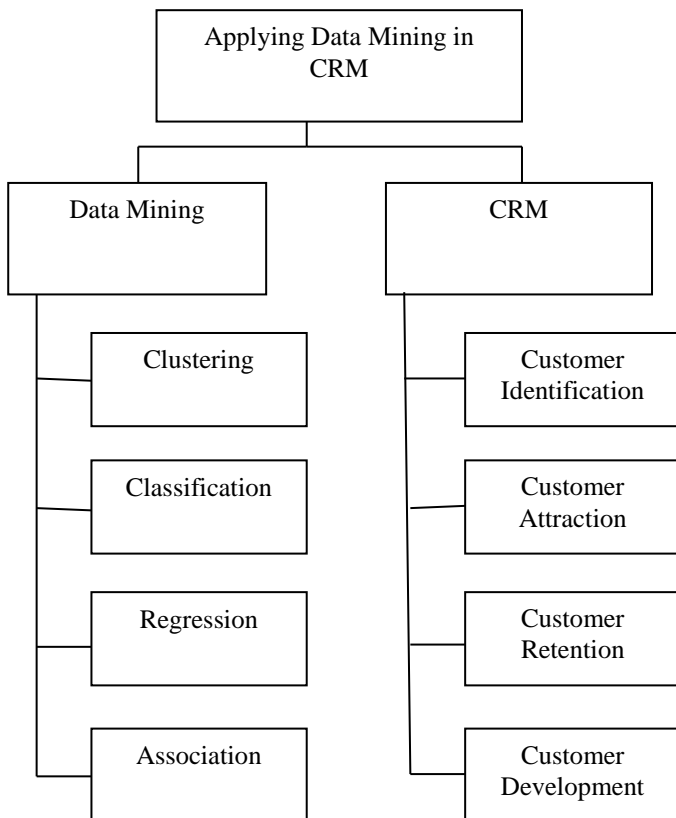 Applying Data Mining in
CRM
Data Mining
CRM
Clustering
Customer
Identification
Classification
Customer
Attraction
Regression
Customer
Retention
Association
Customer
Development